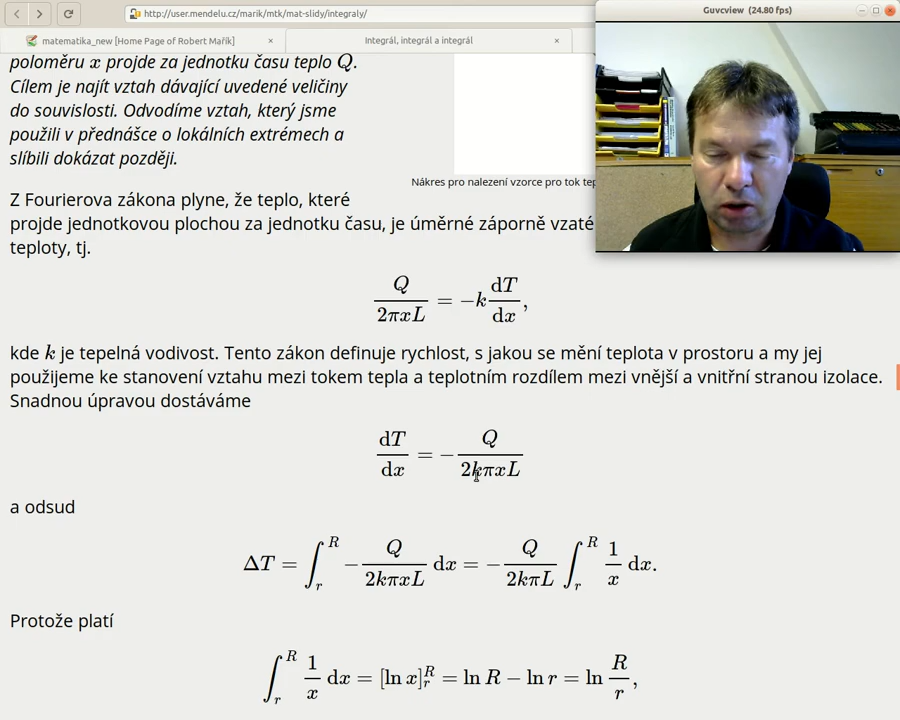 http://user.mendelu.cz/marik/mtk/mat-slidy/integraly/
Guvcview (24.80 fps)
matematika_new [Home Page of Robert Mařík]
Integrál, integrál a integrál
poloměru x projde za jednotku času teplo Q.
Cílem je najít vztah dávající uvedené veličiny
do souvislosti. Odvodíme vztah, který jsme
použili v přednášce o lokálních extrémech a
slíbili dokázat později.
Nákres pro nalezení vzorce pro tok tep
Z Fourierova zákona plyne, že teplo, které
projde jednotkovou plochou za jednotku času, je úměrné záporně vzaté
teploty, tj.
Q/(2πxL) = −k dT/dx,
kde k je tepelná vodivost. Tento zákon definuje rychlost, s jakou se mění teplota v prostoru a my jej
použijeme ke stanovení vztahu mezi tokem tepla a teplotním rozdílem mezi vnější a vnitřní stranou izolace.
Snadnou úpravou dostáváme
dT/dx = − Q/(2kπxL)
a odsud
ΔT = ∫_r^R − Q/(2kπxL) dx = − Q/(2kπL) ∫_r^R 1/x dx.
Protože platí
∫_r^R 1/x dx = [ln x]_r^R = ln R − ln r = ln R/r,